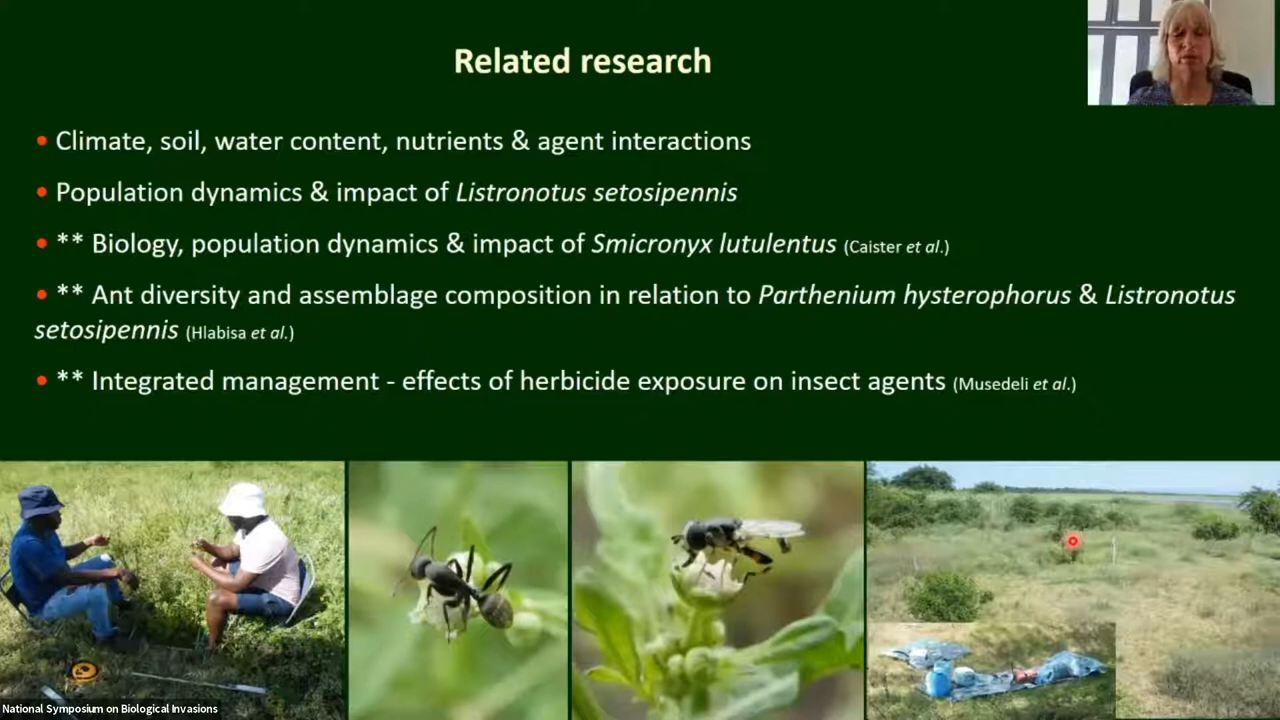 Related research
• Climate, soil, water content, nutrients & agent interactions
• Population dynamics & impact of Listronotus setosipennis
• ** Biology, population dynamics & impact of Smicronyx lutulentus (Caister et al.)
• ** Ant diversity and assemblage composition in relation to Parthenium hysterophorus & Listronotus
setosipennis (Hlabisa et al.)
• ** Integrated management - effects of herbicide exposure on insect agents (Musedeli et al.)
National Symposium on Biological Invasions